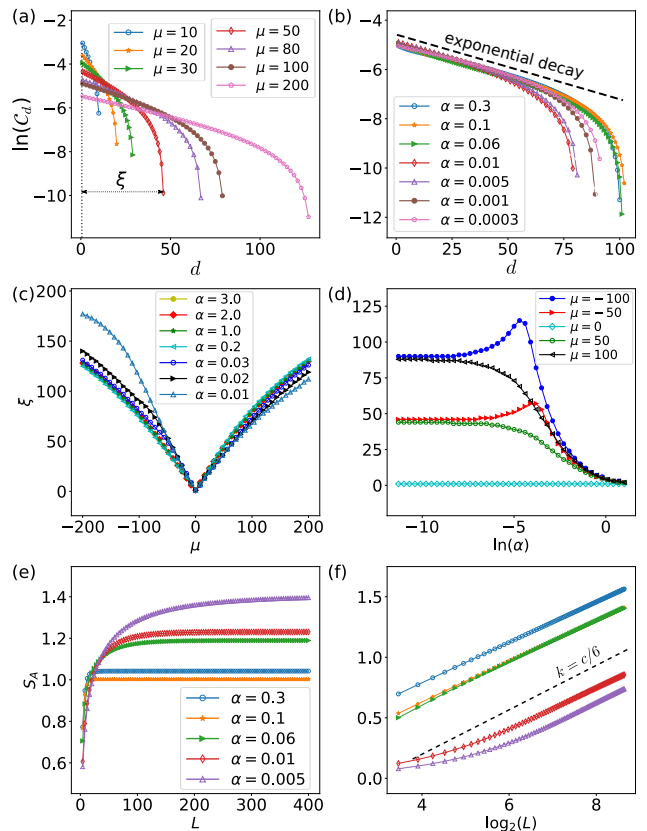 (a)
μ = 10
μ = 20
μ = 30
μ = 50
μ = 80
μ = 100
μ = 200
ξ
ln(𝒞_d)
−2
−4
−6
−8
−10
0
50
100
d
(b)
exponential decay
α = 0.3
α = 0.1
α = 0.06
α = 0.01
α = 0.005
α = 0.001
α = 0.0003
−4
−6
−8
−10
−12
0
25
50
75
100
d
(c)
α = 3.0
α = 2.0
α = 1.0
α = 0.2
α = 0.03
α = 0.02
α = 0.01
ξ
200
150
100
50
0
−200
−100
0
100
200
μ
(d)
μ = −100
μ = −50
μ = 0
μ = 50
μ = 100
125
100
75
50
25
0
−10
−5
0
ln(α)
(e)
α = 0.3
α = 0.1
α = 0.06
α = 0.01
α = 0.005
S_A
1.4
1.2
1.0
0.8
0.6
0
100
200
300
400
L
(f)
k = c/6
1.5
1.0
0.5
0.0
4
6
8
log₂(L)